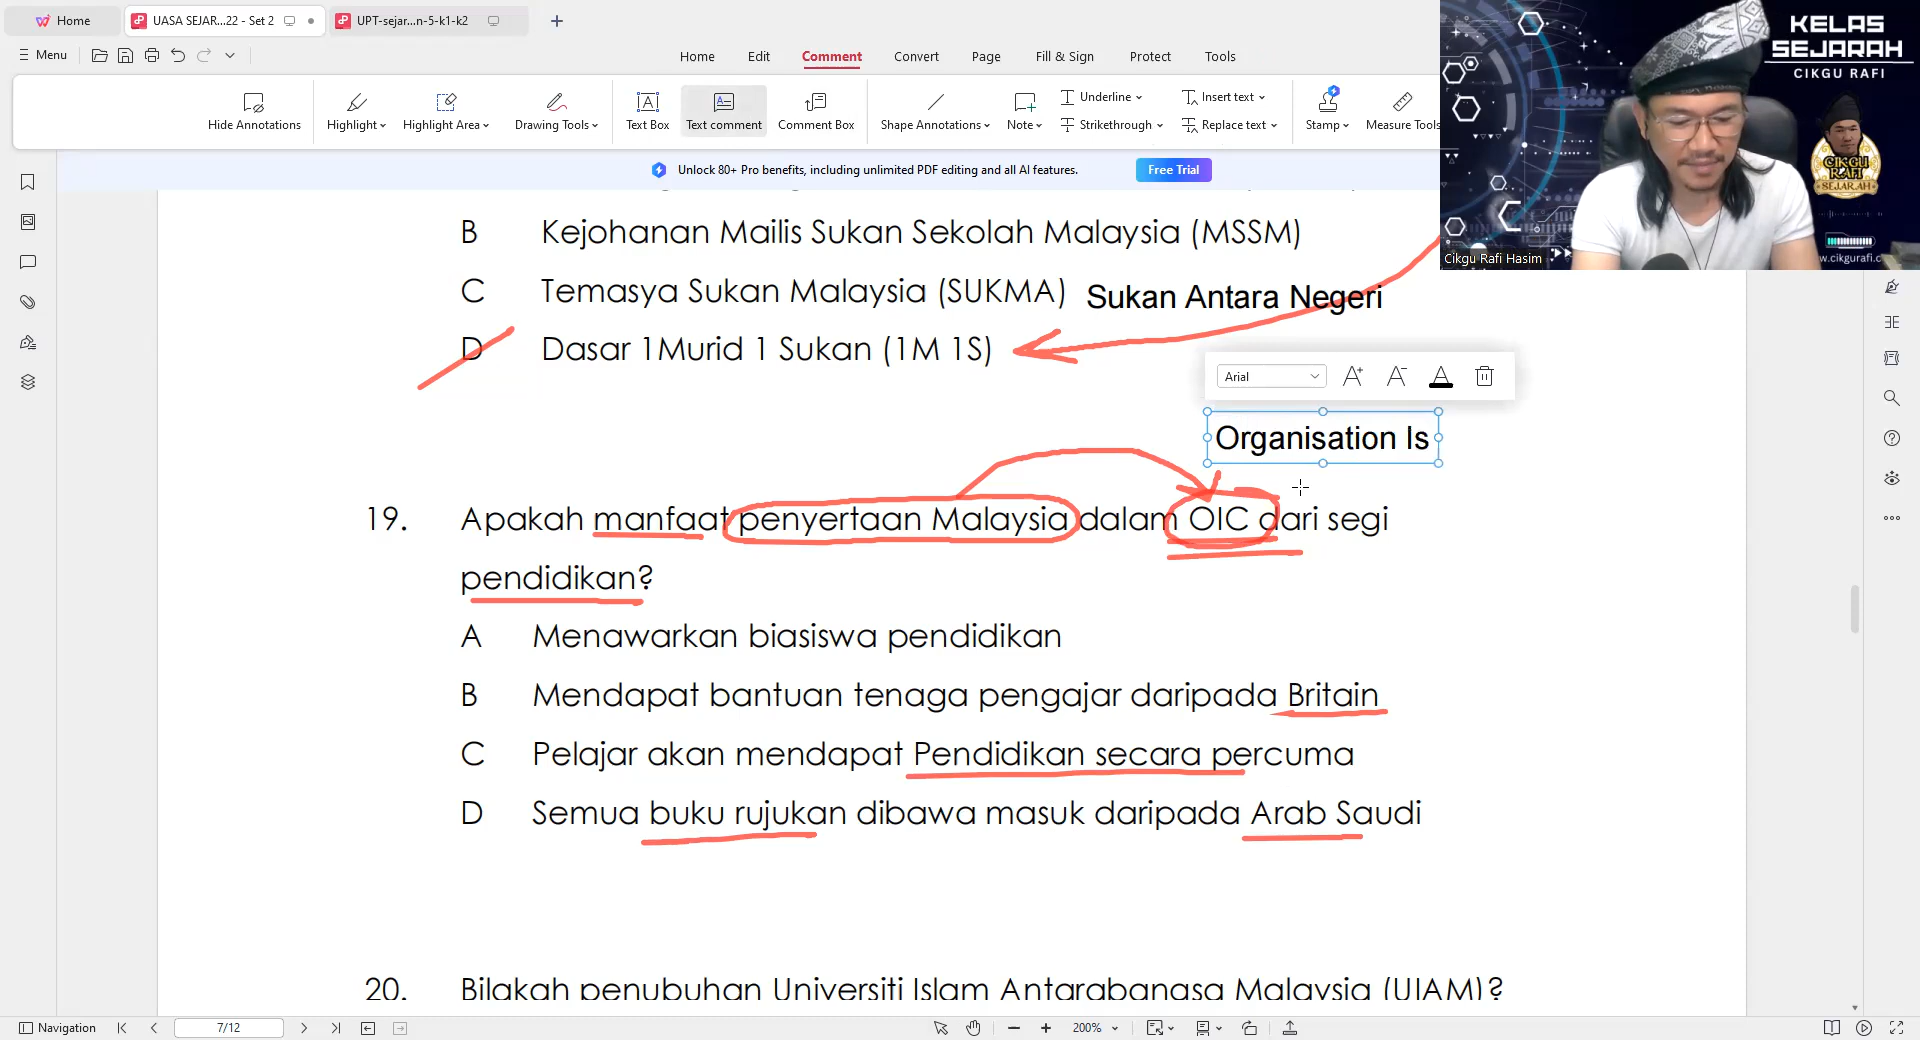 Home
UASA SEJAR...22 - Set 2
UPT-sejar...n-5-k1-k2
Menu
Home Edit Comment Convert Page Fill & Sign Protect Tools
Hide Annotations Highlight Highlight Area Drawing Tools Text Box Text comment Comment Box Shape Annotations Note Underline Strikethrough Insert text Replace text Stamp Measure Tools
Unlock 80+ Pro benefits, including unlimited PDF editing and all AI features. Free Trial
KELAS
SEJARAH
CIKGU RAFI
CIKGU
RAFI
SEJARAH
Cikgu Rafi Hasim
w.cikgurafi.c
B Kejohanan Mailis Sukan Sekolah Malaysia (MSSM)
C Temasya Sukan Malaysia (SUKMA) Sukan Antara Negeri
D Dasar 1Murid 1 Sukan (1M 1S)
Arial
Organisation Is
19. Apakah manfaat penyertaan Malaysia dalam OIC dari segi
pendidikan?
A Menawarkan biasiswa pendidikan
B Mendapat bantuan tenaga pengajar daripada Britain
C Pelajar akan mendapat Pendidikan secara percuma
D Semua buku rujukan dibawa masuk daripada Arab Saudi
20. Bilakah penubuhan Universiti Islam Antarabangsa Malaysia (UIAM)?
Navigation 7/12 200%